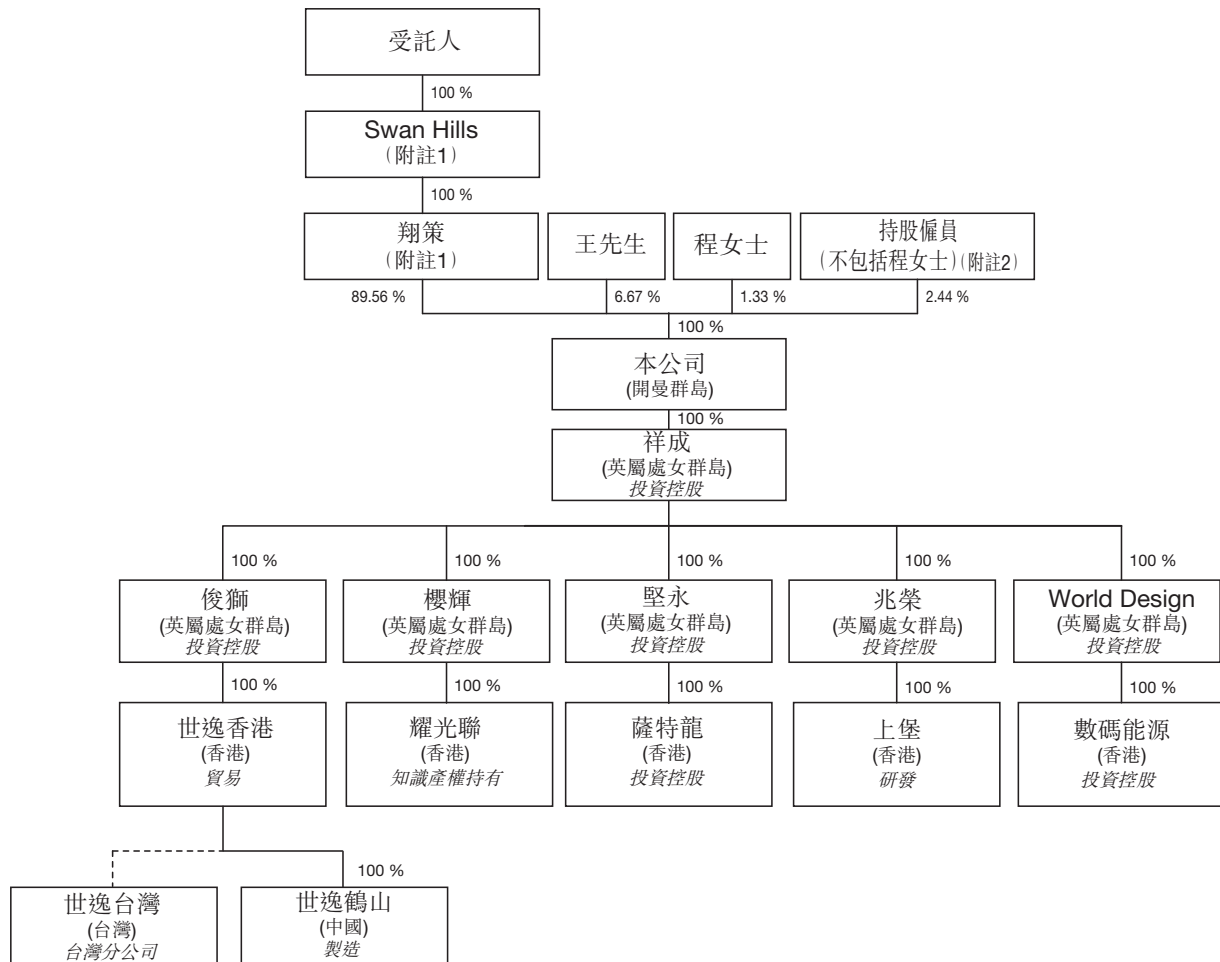 受託人
100 %
Swan Hills
(附註1)
100 %
翔策
(附註1)
王先生
程女士
持股僱員
(不包括程女士)(附註2)
89.56 %
6.67 %
1.33 %
2.44 %
100 %
本公司
(開曼群島)
100 %
祥成
(英屬處女群島)
投資控股
100 %
100 %
100 %
100 %
100 %
俊獅
(英屬處女群島)
投資控股
櫻輝
(英屬處女群島)
投資控股
堅永
(英屬處女群島)
投資控股
兆榮
(英屬處女群島)
投資控股
World Design
(英屬處女群島)
投資控股
100 %
100 %
100 %
100 %
100 %
世逸香港
(香港)
貿易
耀光聯
(香港)
知識產權持有
薩特龍
(香港)
投資控股
上堡
(香港)
研發
數碼能源
(香港)
投資控股
100 %
世逸台灣
(台灣)
台灣分公司
世逸鶴山
(中國)
製造